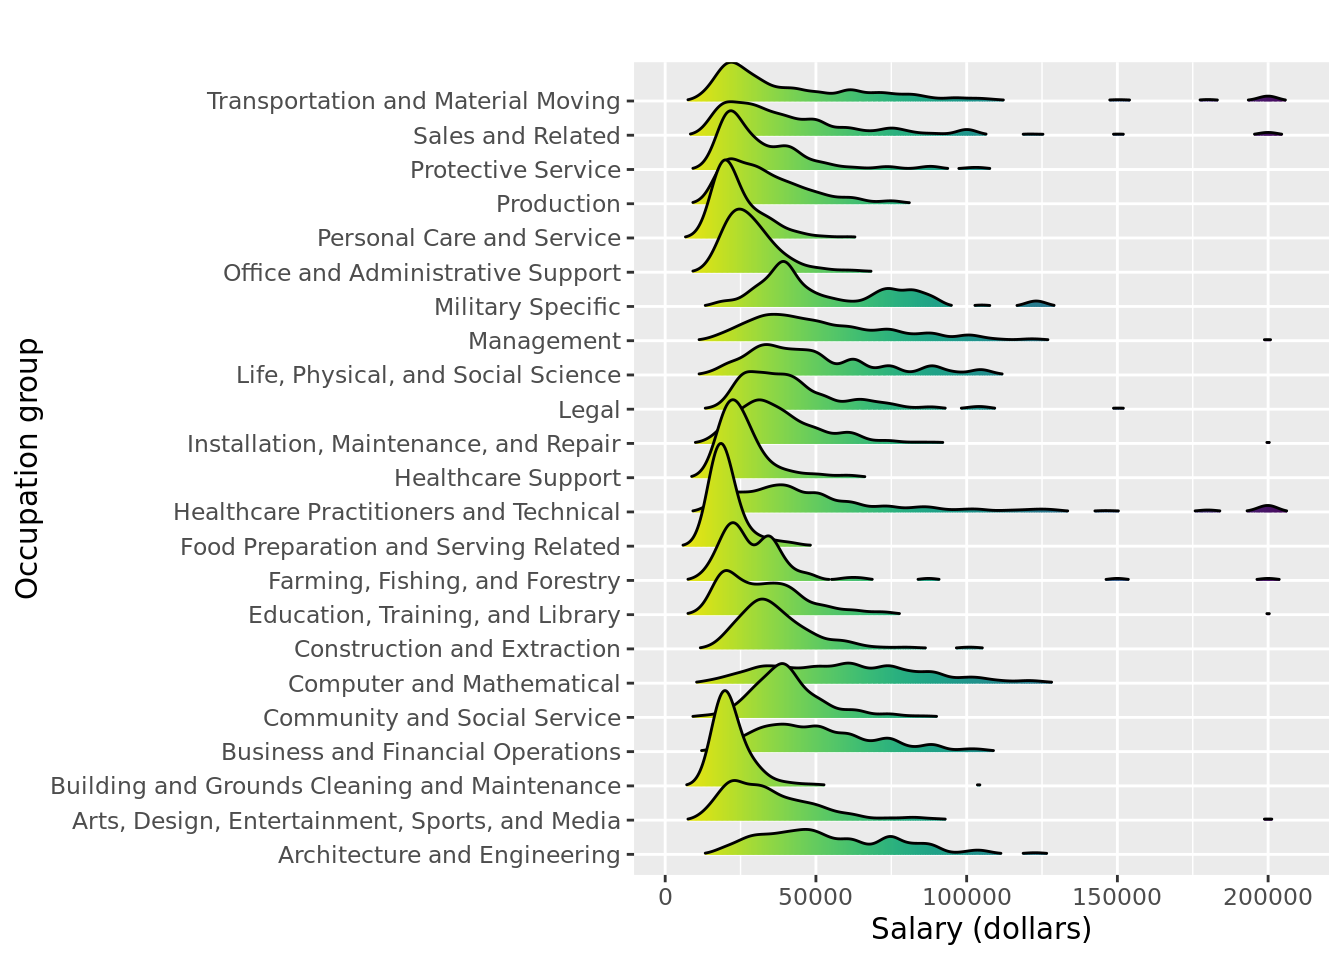 Transportation and Material Moving
Sales and Related
Protective Service
Production
Personal Care and Service
Office and Administrative Support
Military Specific
Management
Life, Physical, and Social Science
Legal
Installation, Maintenance, and Repair
Healthcare Support
Healthcare Practitioners and Technical
Food Preparation and Serving Related
Farming, Fishing, and Forestry
Education, Training, and Library
Construction and Extraction
Computer and Mathematical
Community and Social Service
Business and Financial Operations
Building and Grounds Cleaning and Maintenance
Arts, Design, Entertainment, Sports, and Media
Architecture and Engineering
Occupation group
0 50000 100000 150000 200000
Salary (dollars)